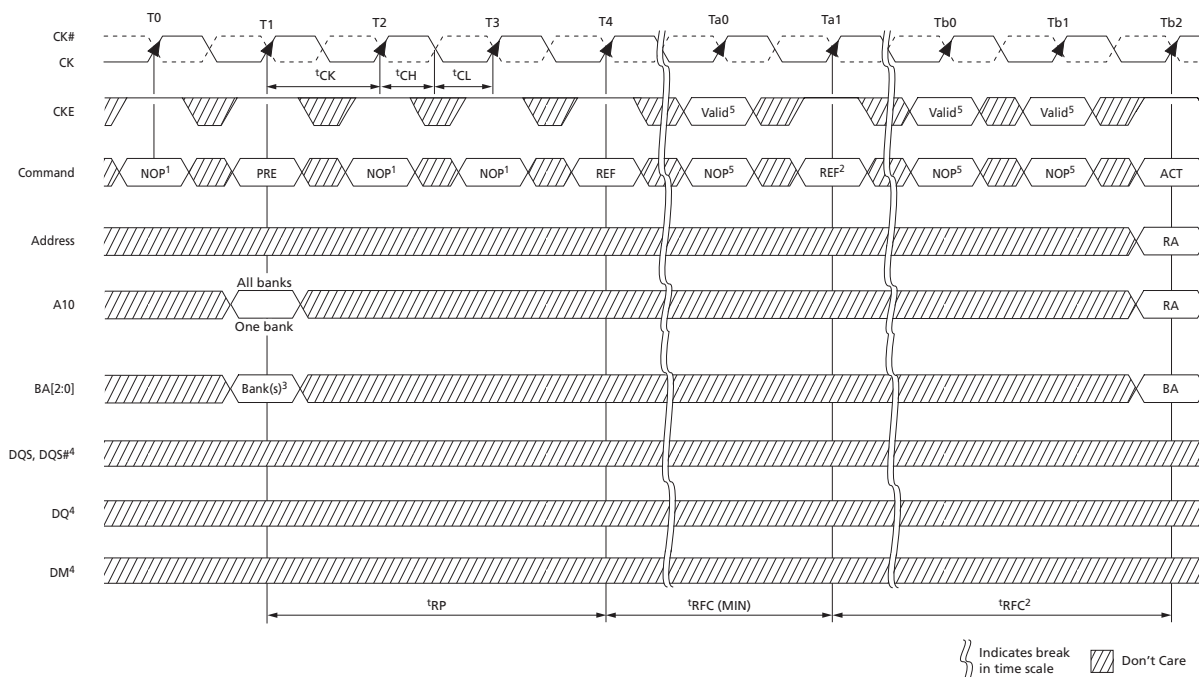 T0 T1 T2 T3 T4 Ta0 Ta1 Tb0 Tb1 Tb2
CK#
CK
tCK tCH tCL
CKE Valid5 Valid5 Valid5
Command NOP1 PRE NOP1 NOP1 REF NOP5 REF2 NOP5 NOP5 ACT
Address RA
All banks
A10 RA
One bank
BA[2:0] Bank(s)3 BA
DQS, DQS#4
DQ4
DM4
tRP tRFC (MIN) tRFC2
Indicates break
in time scale
Don't Care